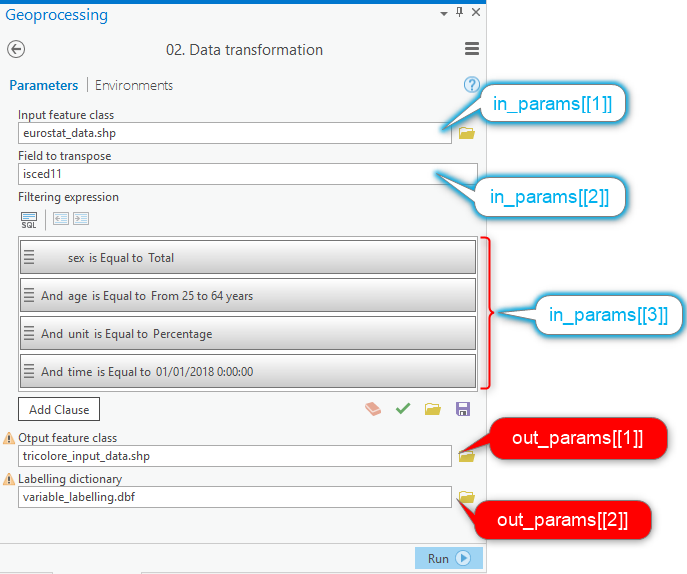 Geoprocessing
02. Data transformation
Parameters Environments
?
in_params[[1]]
Input feature class
eurostat_data.shp
Field to transpose
isced11
in_params[[2]]
Filtering expression
SQL
sex is Equal to Total
And age is Equal to From 25 to 64 years
in_params[[3]]
And unit is Equal to Percentage
And time is Equal to 01/01/2018 0:00:00
Add Clause
Otput feature class
out_params[[1]]
tricolore_input_data.shp
Labelling dictionary
variable_labelling.dbf
out_params[[2]]
Run